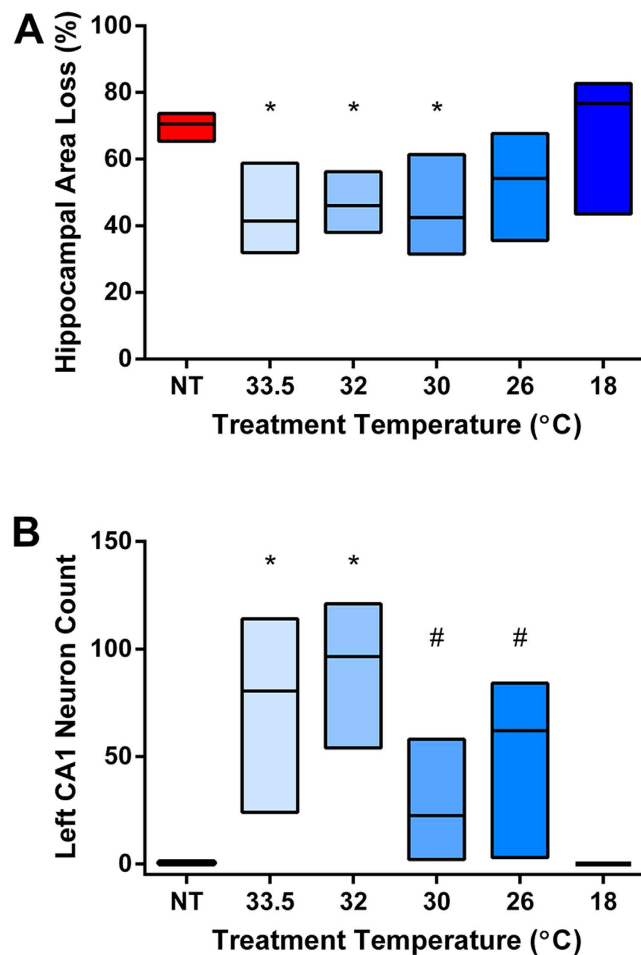 A
Hippocampal Area Loss (%)
100
80
60
40
20
0
* * *
NT 33.5 32 30 26 18
Treatment Temperature (°C)
B
Left CA1 Neuron Count
150
100
50
0
* *
# #
NT 33.5 32 30 26 18
Treatment Temperature (°C)